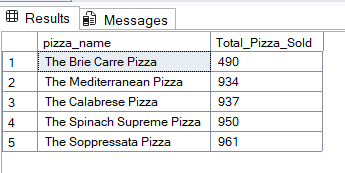 Results Messages
pizza_name Total_Pizza_Sold
1 The Brie Carre Pizza 490
2 The Mediterranean Pizza 934
3 The Calabrese Pizza 937
4 The Spinach Supreme Pizza 950
5 The Soppressata Pizza 961